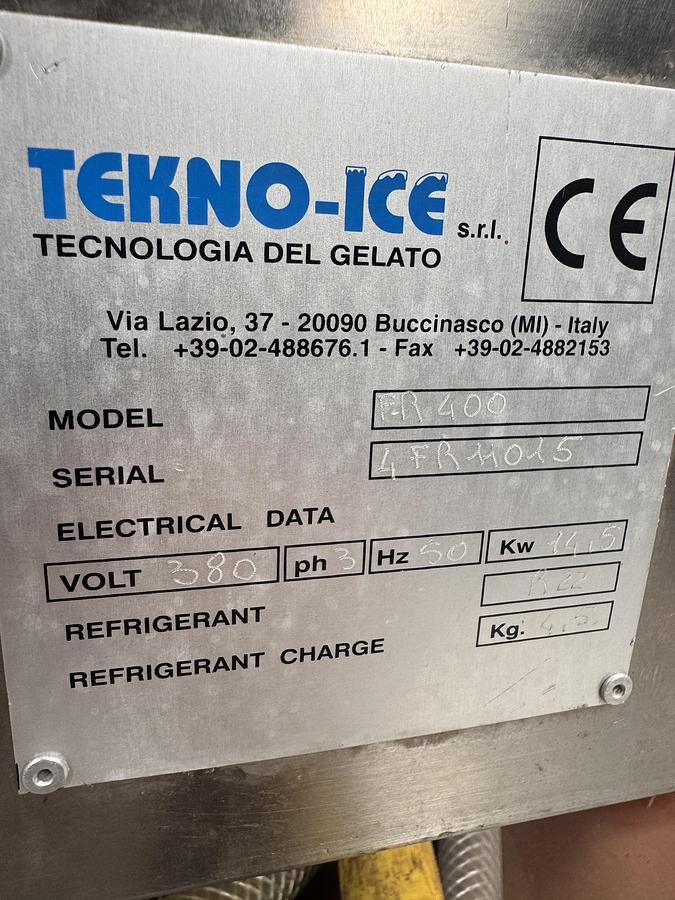 TEKNO-ICE s.r.l.
TECNOLOGIA DEL GELATO
CE
Via Lazio, 37 - 20090 Buccinasco (MI) - Italy
Tel. +39-02-488676.1 - Fax +39-02-4882153
MODEL FR 400
SERIAL 4FR11015
ELECTRICAL DATA
VOLT 380 ph 3 Hz 50 Kw 14,5
REFRIGERANT R22
REFRIGERANT CHARGE Kg.